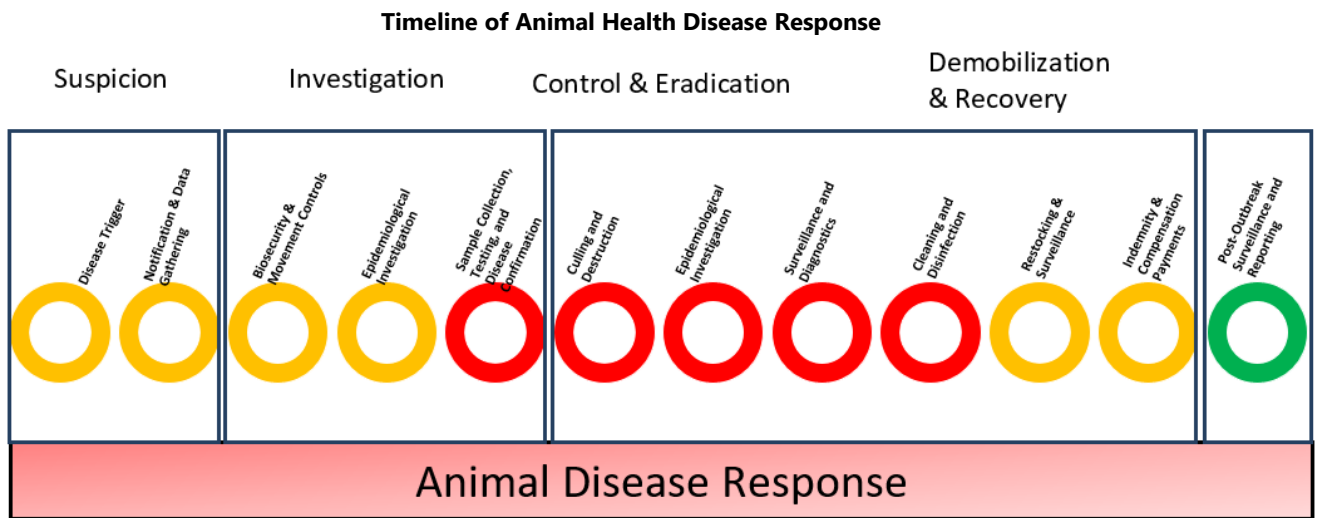 Timeline of Animal Health Disease Response
Suspicion
Investigation
Control & Eradication
Demobilization
& Recovery
Disease Trigger
Notification & Data
Gathering
Biosecurity &
Movement Controls
Epidemiological
Investigation
Sample Collection,
Testing, and
Disease
Confirmation
Culling and
Destruction
Epidemiological
Investigation
Surveillance and
Diagnostics
Cleaning and
Disinfection
Restocking &
Surveillance
Indemnity &
Compensation
Payments
Post-Outbreak
Surveillance and
Reporting
Animal Disease Response